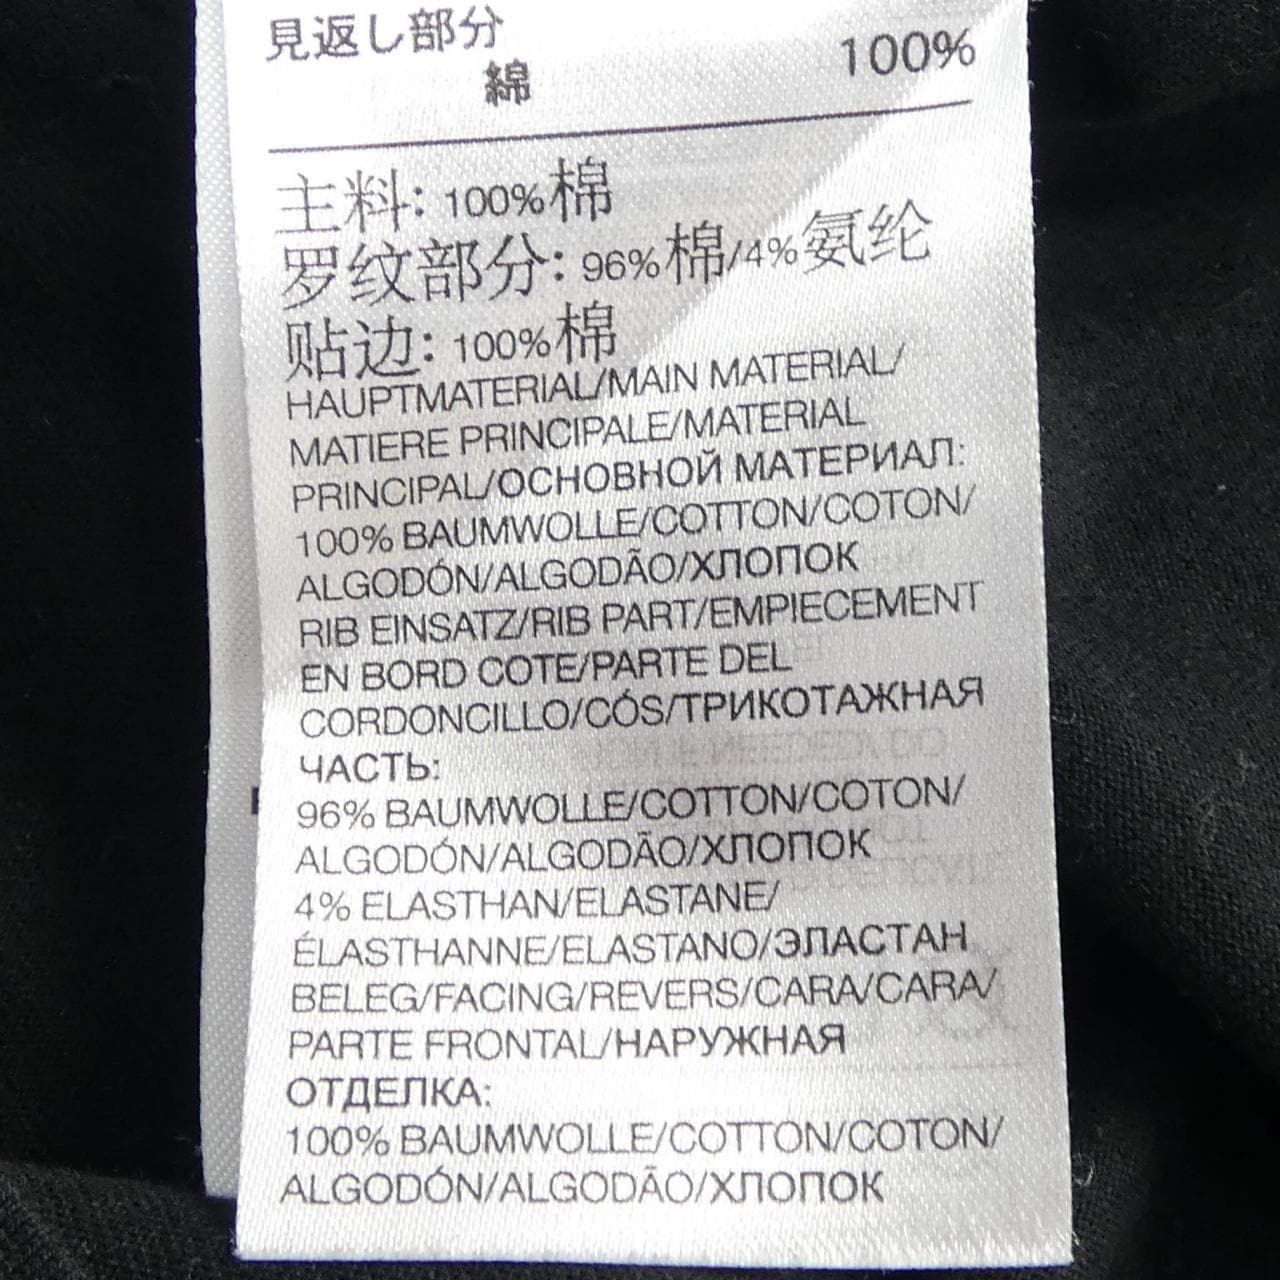 見返し部分
綿 100%
主料: 100%棉
罗纹部分: 96%棉/4%氨纶
贴边: 100%棉
HAUPTMATERIAL/MAIN MATERIAL/
MATIERE PRINCIPALE/MATERIAL
PRINCIPAL/ОСНОВНОЙ МАТЕРИАЛ:
100% BAUMWOLLE/COTTON/COTON/
ALGODÓN/ALGODÃO/ХЛОПОК
RIB EINSATZ/RIB PART/EMPIECEMENT
EN BORD COTE/PARTE DEL
CORDONCILLO/CÓS/ТРИКОТАЖНАЯ
ЧАСТЬ:
96% BAUMWOLLE/COTTON/COTON/
ALGODÓN/ALGODÃO/ХЛОПОК
4% ELASTHAN/ELASTANE/
ÉLASTHANNE/ELASTANO/ЭЛАСТАН
BELEG/FACING/REVERS/CARA/CARA/
PARTE FRONTAL/НАРУЖНАЯ
ОТДЕЛКА:
100% BAUMWOLLE/COTTON/COTON/
ALGODÓN/ALGODÃO/ХЛОПОК